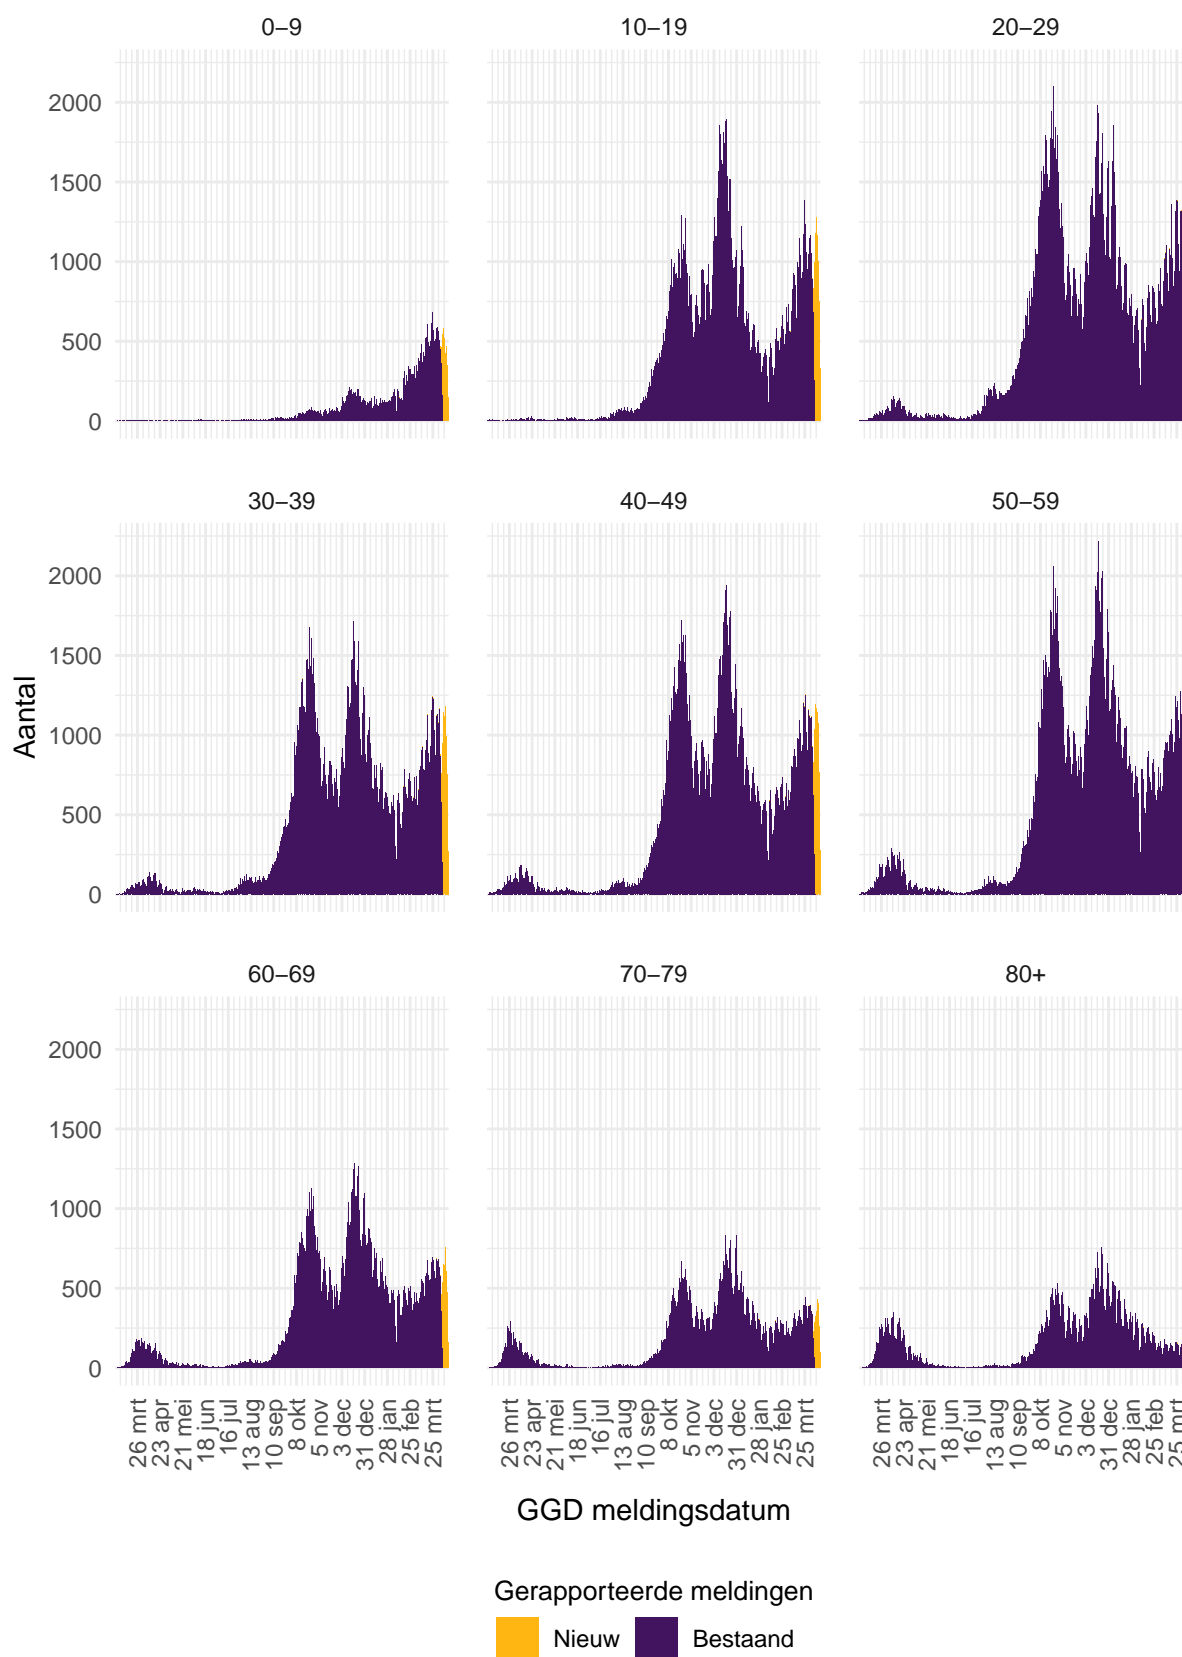 0–9 10–19 20–29
2000
1500
1000
500
0
30–39 40–49 50–59
2000
1500
1000
500
0
Aantal
60–69 70–79 80+
2000
1500
1000
500
0
26 mrt 23 apr 21 mei 18 jun 16 jul 13 aug 10 sep 8 okt 5 nov 3 dec 31 dec 28 jan 25 feb 25 mrt
26 mrt 23 apr 21 mei 18 jun 16 jul 13 aug 10 sep 8 okt 5 nov 3 dec 31 dec 28 jan 25 feb 25 mrt
26 mrt 23 apr 21 mei 18 jun 16 jul 13 aug 10 sep 8 okt 5 nov 3 dec 31 dec 28 jan 25 feb 25 mrt
GGD meldingsdatum
Gerapporteerde meldingen
Nieuw Bestaand